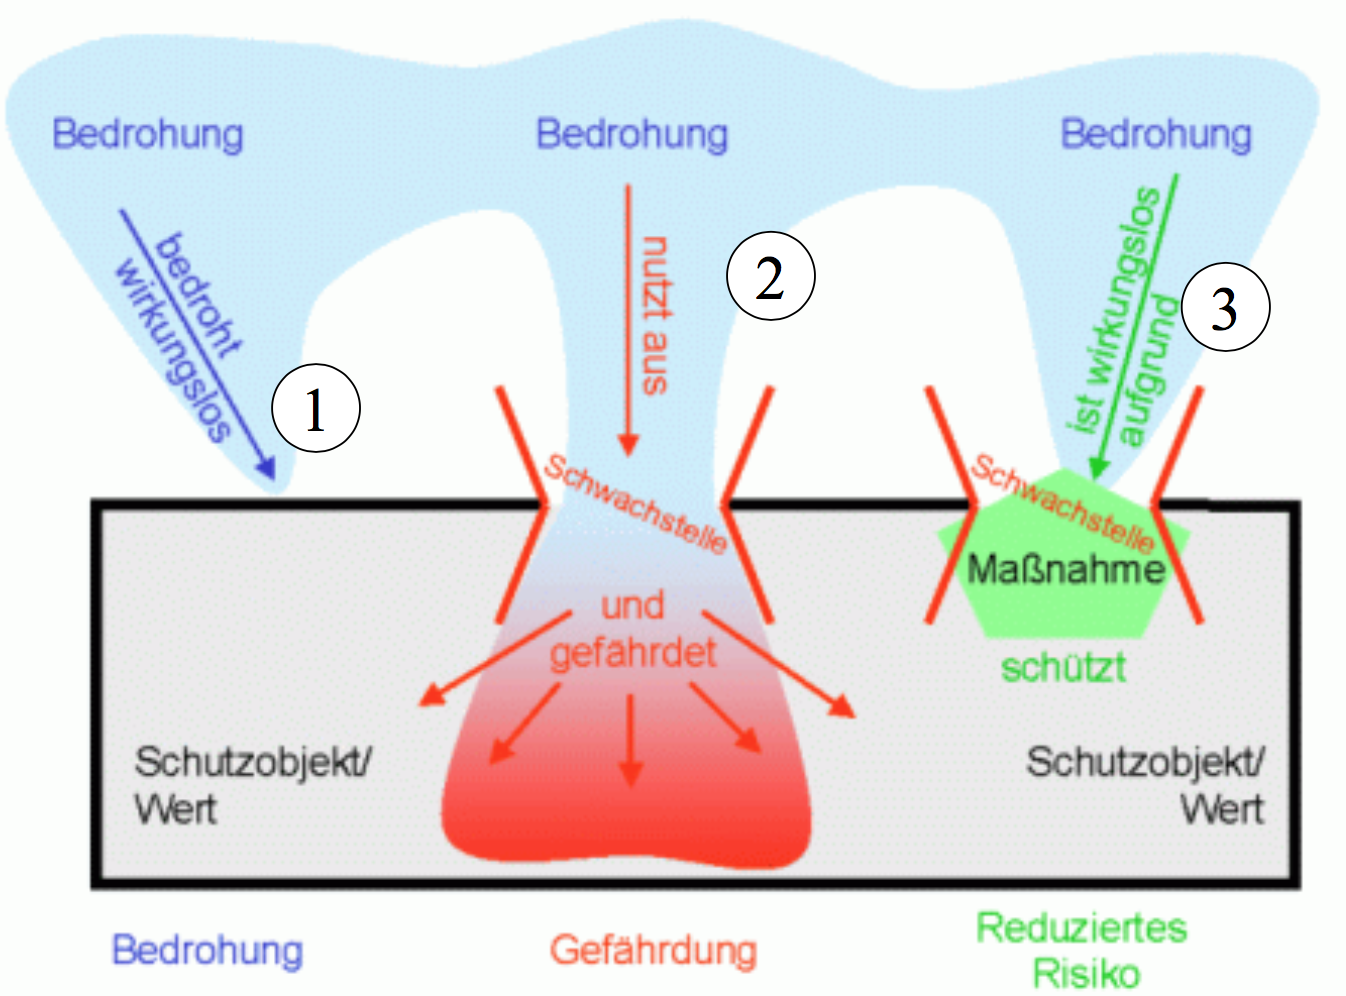 Bedrohung
Bedrohung
Bedrohung
bedroht
wirkungslos
1
nutzt aus
2
ist wirkungslos
aufgrund
3
Schwachstelle
Schwachstelle
Maßnahme
und
gefährdet
schützt
Schutzobjekt/
Wert
Schutzobjekt/
Wert
Bedrohung
Gefährdung
Reduziertes
Risiko